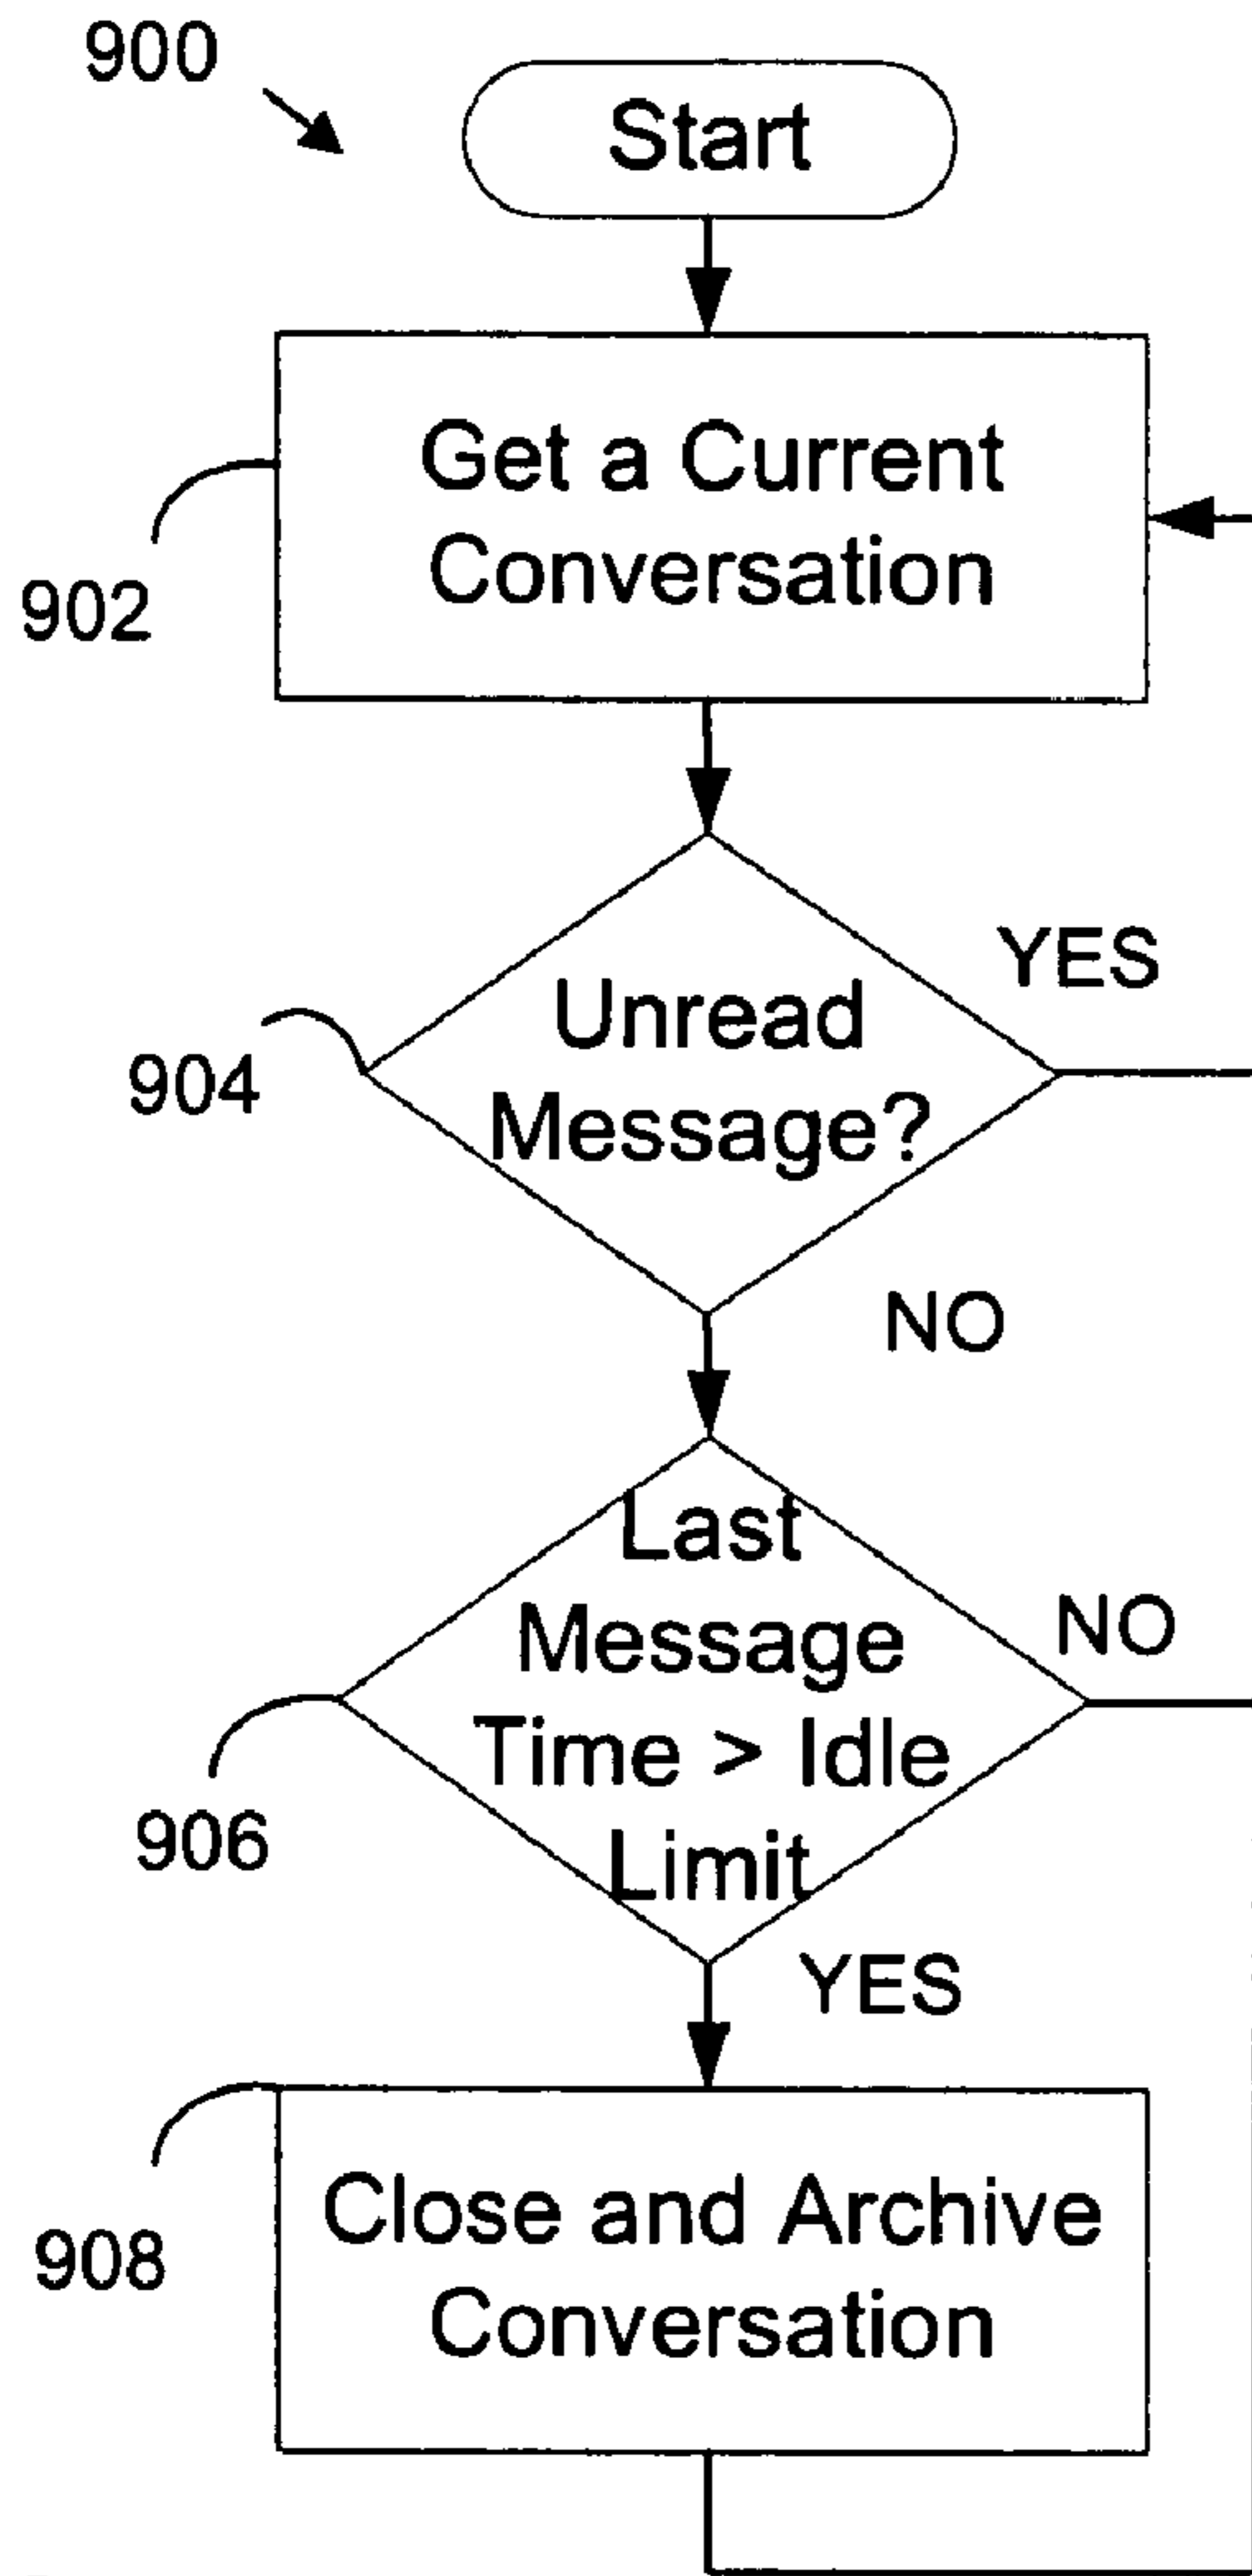 900
Start
Get a Current
Conversation
902
YES
Unread
Message?
904
NO
Last
Message
Time > Idle
Limit
NO
906
YES
Close and Archive
Conversation
908